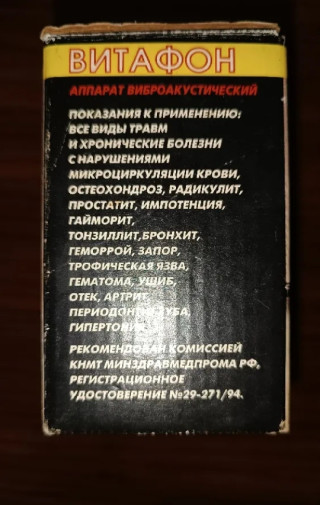 ВИТАФОН
АППАРАТ ВИБРОАКУСТИЧЕСКИЙ
ПОКАЗАНИЯ К ПРИМЕНЕНИЮ:
ВСЕ ВИДЫ ТРАВМ
И ХРОНИЧЕСКИЕ БОЛЕЗНИ
С НАРУШЕНИЯМИ
МИКРОЦИРКУЛЯЦИИ КРОВИ,
ОСТЕОХОНДРОЗ, РАДИКУЛИТ,
ПРОСТАТИТ, ИМПОТЕНЦИЯ,
ГАЙМОРИТ,
ТОНЗИЛЛИТ,БРОНХИТ,
ГЕМОРРОЙ, ЗАПОР,
ТРОФИЧЕСКАЯ ЯЗВА,
ГЕМАТОМА, УШИБ,
ОТЕК, АРТРИТ,
ПЕРИОДОНТИТ ЗУБА,
ГИПЕРТОНИЯ.
РЕКОМЕНДОВАН КОМИССИЕЙ
КНМТ МИНЗДРАВМЕДПРОМА РФ,
РЕГИСТРАЦИОННОЕ
УДОСТОВЕРЕНИЕ №29-271/94.